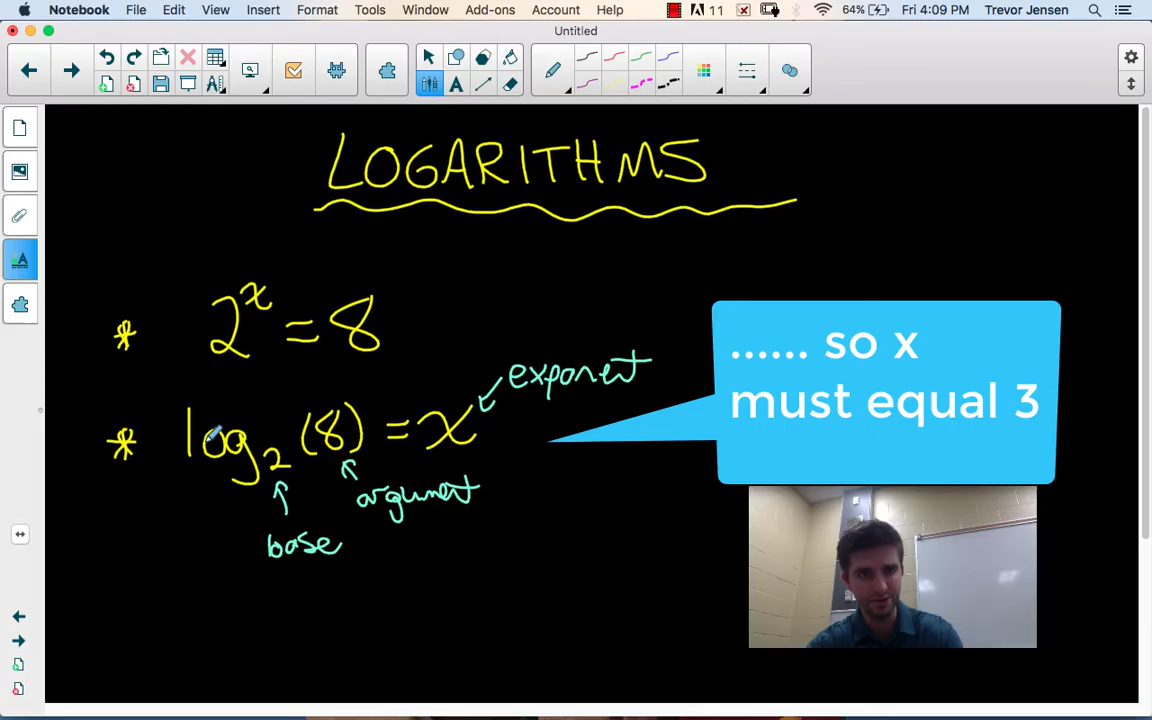 Notebook File Edit View Insert Format Tools Window Add-ons Account Help 11 64% Fri 4:09 PM Trevor Jensen
Untitled
LOGARITHMS
* 2^x = 8
...... so x
must equal 3
exponent
* log_2 (8) = x
argument
base